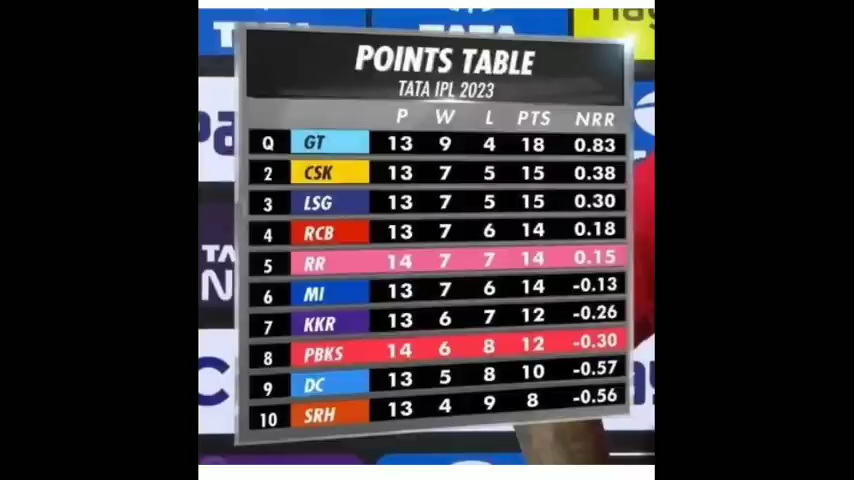 TATA
TATA
POINTS TABLE
TATA IPL 2023
P W L PTS NRR
Q GT 13 9 4 18 0.83
2 CSK 13 7 5 15 0.38
3 LSG 13 7 5 15 0.30
4 RCB 13 7 6 14 0.18
5 RR 14 7 7 14 0.15
6 MI 13 7 6 14 -0.13
7 KKR 13 6 7 12 -0.26
8 PBKS 14 6 8 12 -0.30
9 DC 13 5 8 10 -0.57
10 SRH 13 4 9 8 -0.56